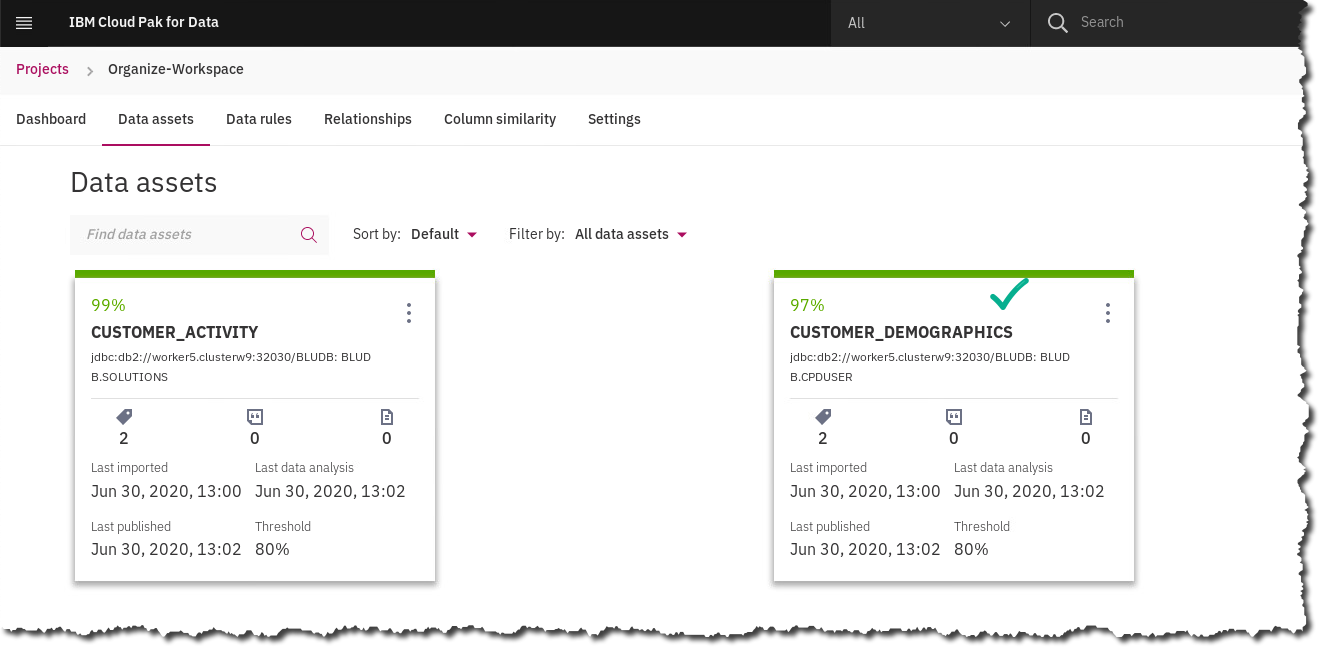 IBM Cloud Pak for Data
All
Search
Projects
Organize-Workspace
Dashboard
Data assets
Data rules
Relationships
Column similarity
Settings
Data assets
Find data assets
Sort by: Default
Filter by: All data assets
99%
CUSTOMER_ACTIVITY
jdbc:db2://worker5.clusterw9:32030/BLUDB: BLUD
B.SOLUTIONS
2
0
0
Last imported
Last data analysis
Jun 30, 2020, 13:00
Jun 30, 2020, 13:02
Last published
Threshold
Jun 30, 2020, 13:02
80%
97%
CUSTOMER_DEMOGRAPHICS
jdbc:db2://worker5.clusterw9:32030/BLUDB: BLUD
B.CPDUSER
2
0
0
Last imported
Last data analysis
Jun 30, 2020, 13:00
Jun 30, 2020, 13:02
Last published
Threshold
Jun 30, 2020, 13:02
80%